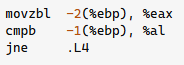 movzbl -2(%ebp), %eax
cmpb -1(%ebp), %al
jne .L4